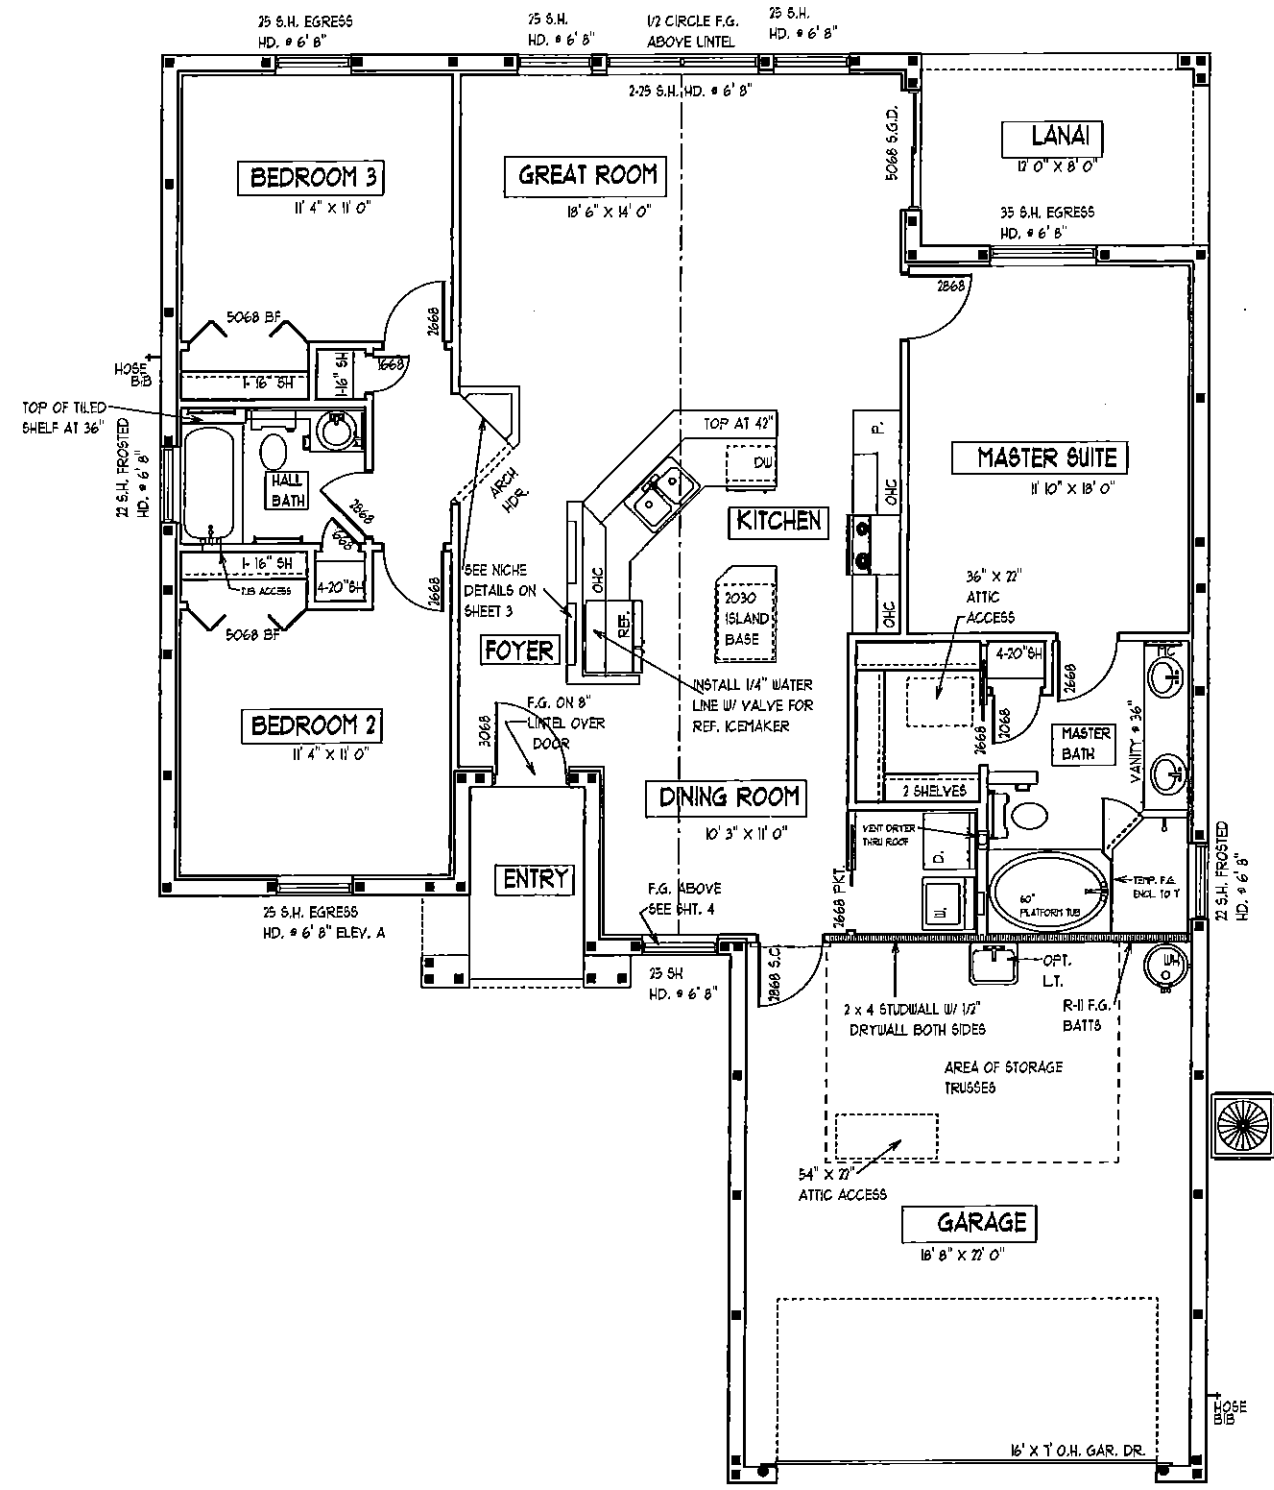 25 S.H. EGRESS
HD. @ 6' 8"
25 S.H.
HD. @ 6' 8"
1/2 CIRCLE F.G.
ABOVE LINTEL
25 S.H.
HD. @ 6' 8"
2-25 S.H. HD. @ 6' 8"
5068 S.G.D.
LANAI
12' 0" X 8' 0"
BEDROOM 3
11' 4" X 11' 0"
GREAT ROOM
18' 6" X 14' 0"
35 S.H. EGRESS
HD. @ 6' 8"
2868
5068 BF
2668
1668
HOSE
BIB
1-16" SH
1-16" SH
TOP OF TILED
SHELF AT 36"
22 S.H. FROSTED
HD. @ 6' 8"
HALL
BATH
2868
1668
ARCH
HDR.
TOP AT 42"
DW
P.
OHC
KITCHEN
MASTER SUITE
11' 10" X 13' 0"
1-16" SH
TUB ACCESS
4-20"SH
2668
5068 BF
SEE NICHE
DETAILS ON
SHEET 3
OHC
REF.
2030
ISLAND
BASE
OHC
36" X 22"
ATTIC
ACCESS
FOYER
4-20"SH
2668
MC
INSTALL 1/4" WATER
LINE W/ VALVE FOR
REF. ICEMAKER
BEDROOM 2
11' 4" X 11' 0"
3068
F.G. ON 8"
LINTEL OVER
DOOR
2668
2068
MASTER
BATH
VANITY @ 36"
2 SHELVES
DINING ROOM
10' 3" X 11' 0"
VENT DRYER
THRU ROOF
D.
W.
2668 PKT.
60"
PLATFORM TUB
TEMP. F.G.
ENCL. TO 7'
22 S.H. FROSTED
HD. @ 6' 8"
ENTRY
F.G. ABOVE
SEE SHT. 4
25 S.H. EGRESS
HD. @ 6' 8" ELEV. A
25 SH
HD. @ 6' 8"
2868 S.C.
OPT.
L.T.
WH
2 x 4 STUDWALL W/ 1/2"
DRYWALL BOTH SIDES
R-11 F.G.
BATTS
AREA OF STORAGE
TRUSSES
54" X 22"
ATTIC ACCESS
GARAGE
18' 8" X 22' 0"
HOSE
BIB
16' X 7' O.H. GAR. DR.